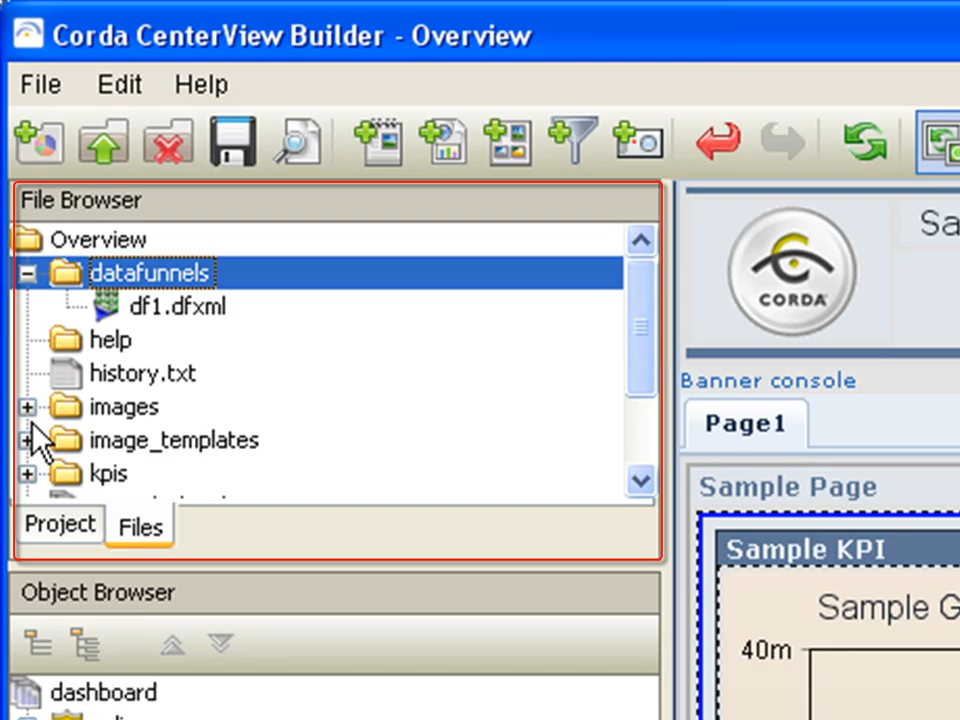 Corda CenterView Builder - Overview
File Edit Help
File Browser
Overview
datafunnels
df1.dfxml
help
history.txt
images
image_templates
kpis
Project Files
Object Browser
dashboard
Sa
CORDA
Banner console
Page1
Sample Page
Sample KPI
Sample G
40m